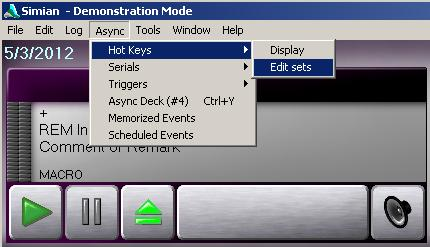 Simian - Demonstration Mode
File Edit Log Async Tools Window Help
5/3/2012
Hot Keys
Display
Serials
Edit sets
Triggers
Async Deck (#4) Ctrl+Y
Memorized Events
Scheduled Events
+
REM In
Comment or Remark
MACRO